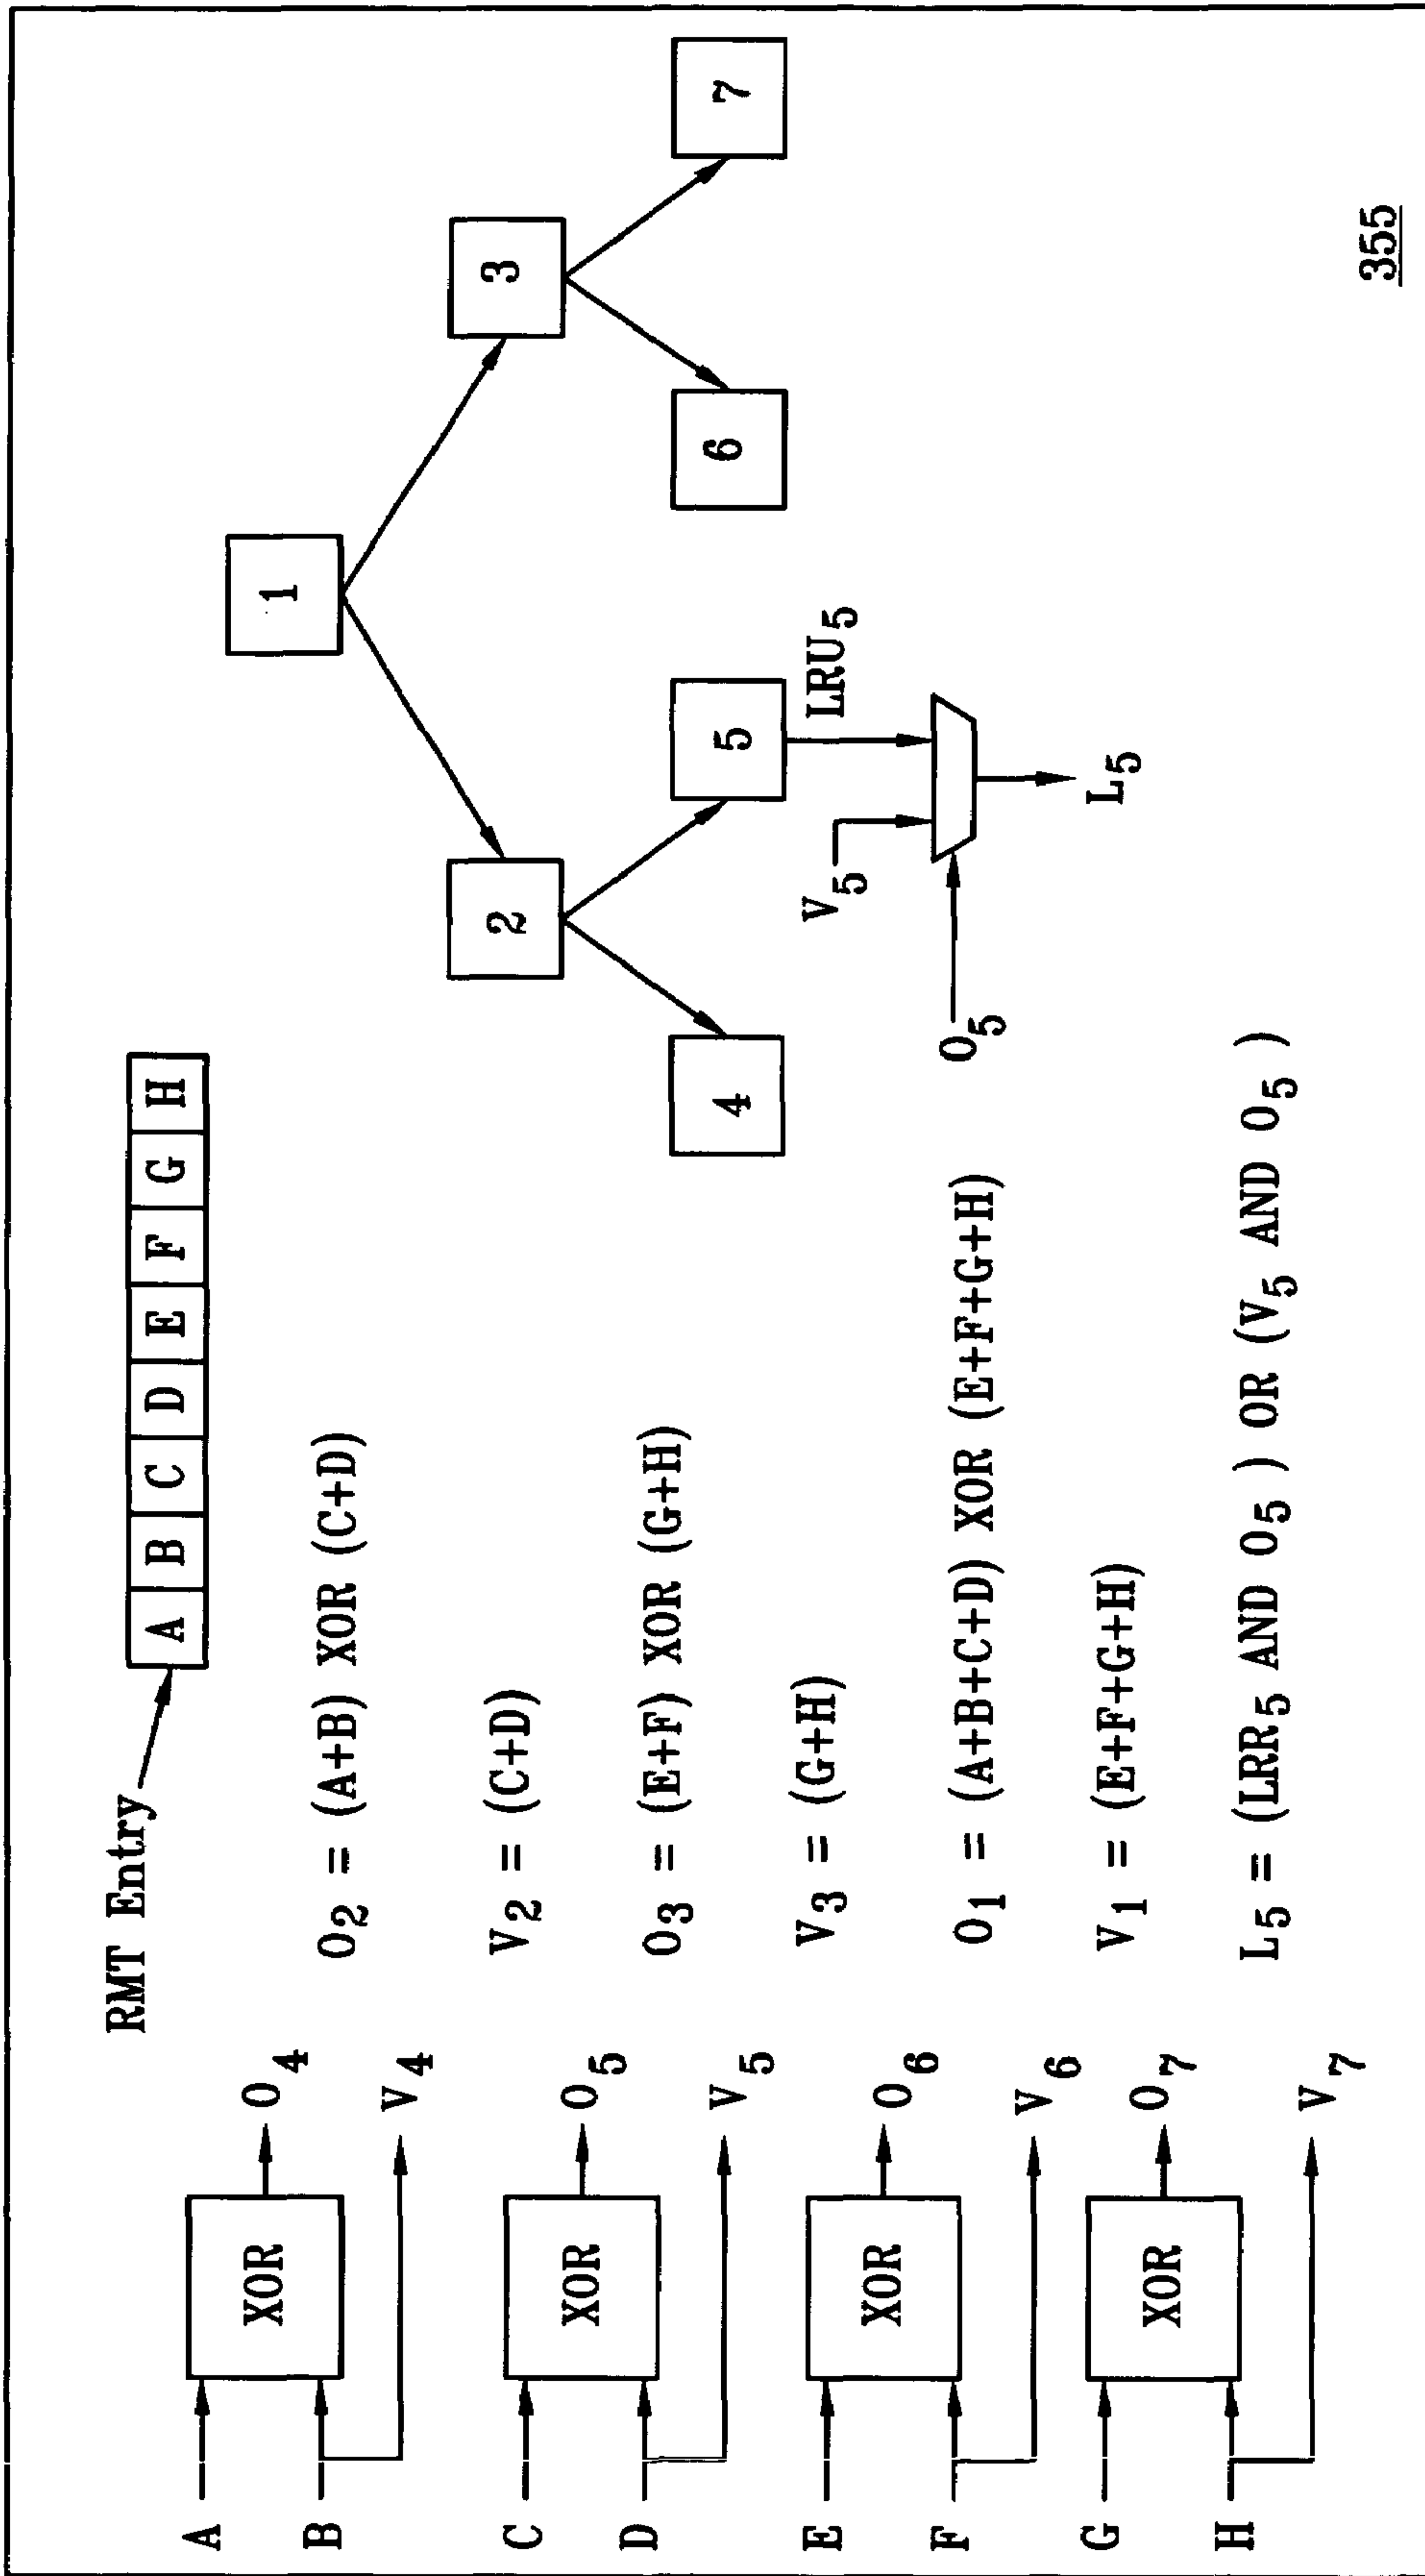 RMT Entry
A B C D E F G H
A
B
XOR
O4
V4
C
D
XOR
O5
V5
E
F
XOR
O6
V6
G
H
XOR
O7
V7
O2 = (A+B) XOR (C+D)
V2 = (C+D)
O3 = (E+F) XOR (G+H)
V3 = (G+H)
O1 = (A+B+C+D) XOR (E+F+G+H)
V1 = (E+F+G+H)
L5 = (LRR5 AND O5 ) OR (V5 AND O5 )
1
2
3
4
5
6
7
LRU5
V5
O5
L5
355